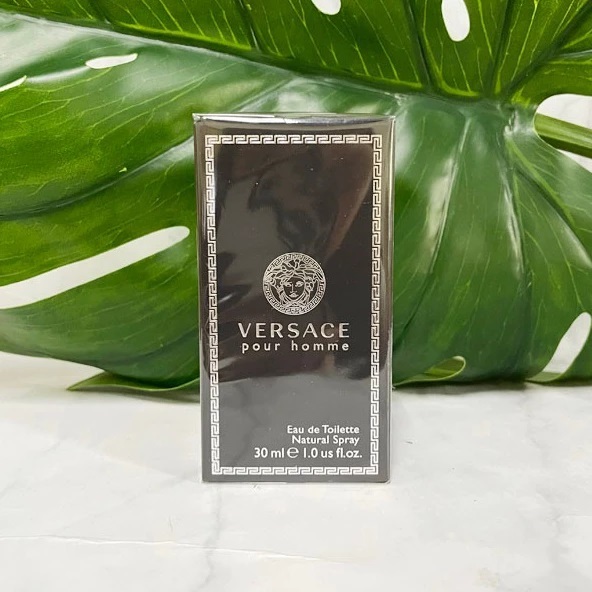 VERSACE
pour homme
Eau de Toilette
Natural Spray
30 ml ℮ 1.0 us fl.oz.